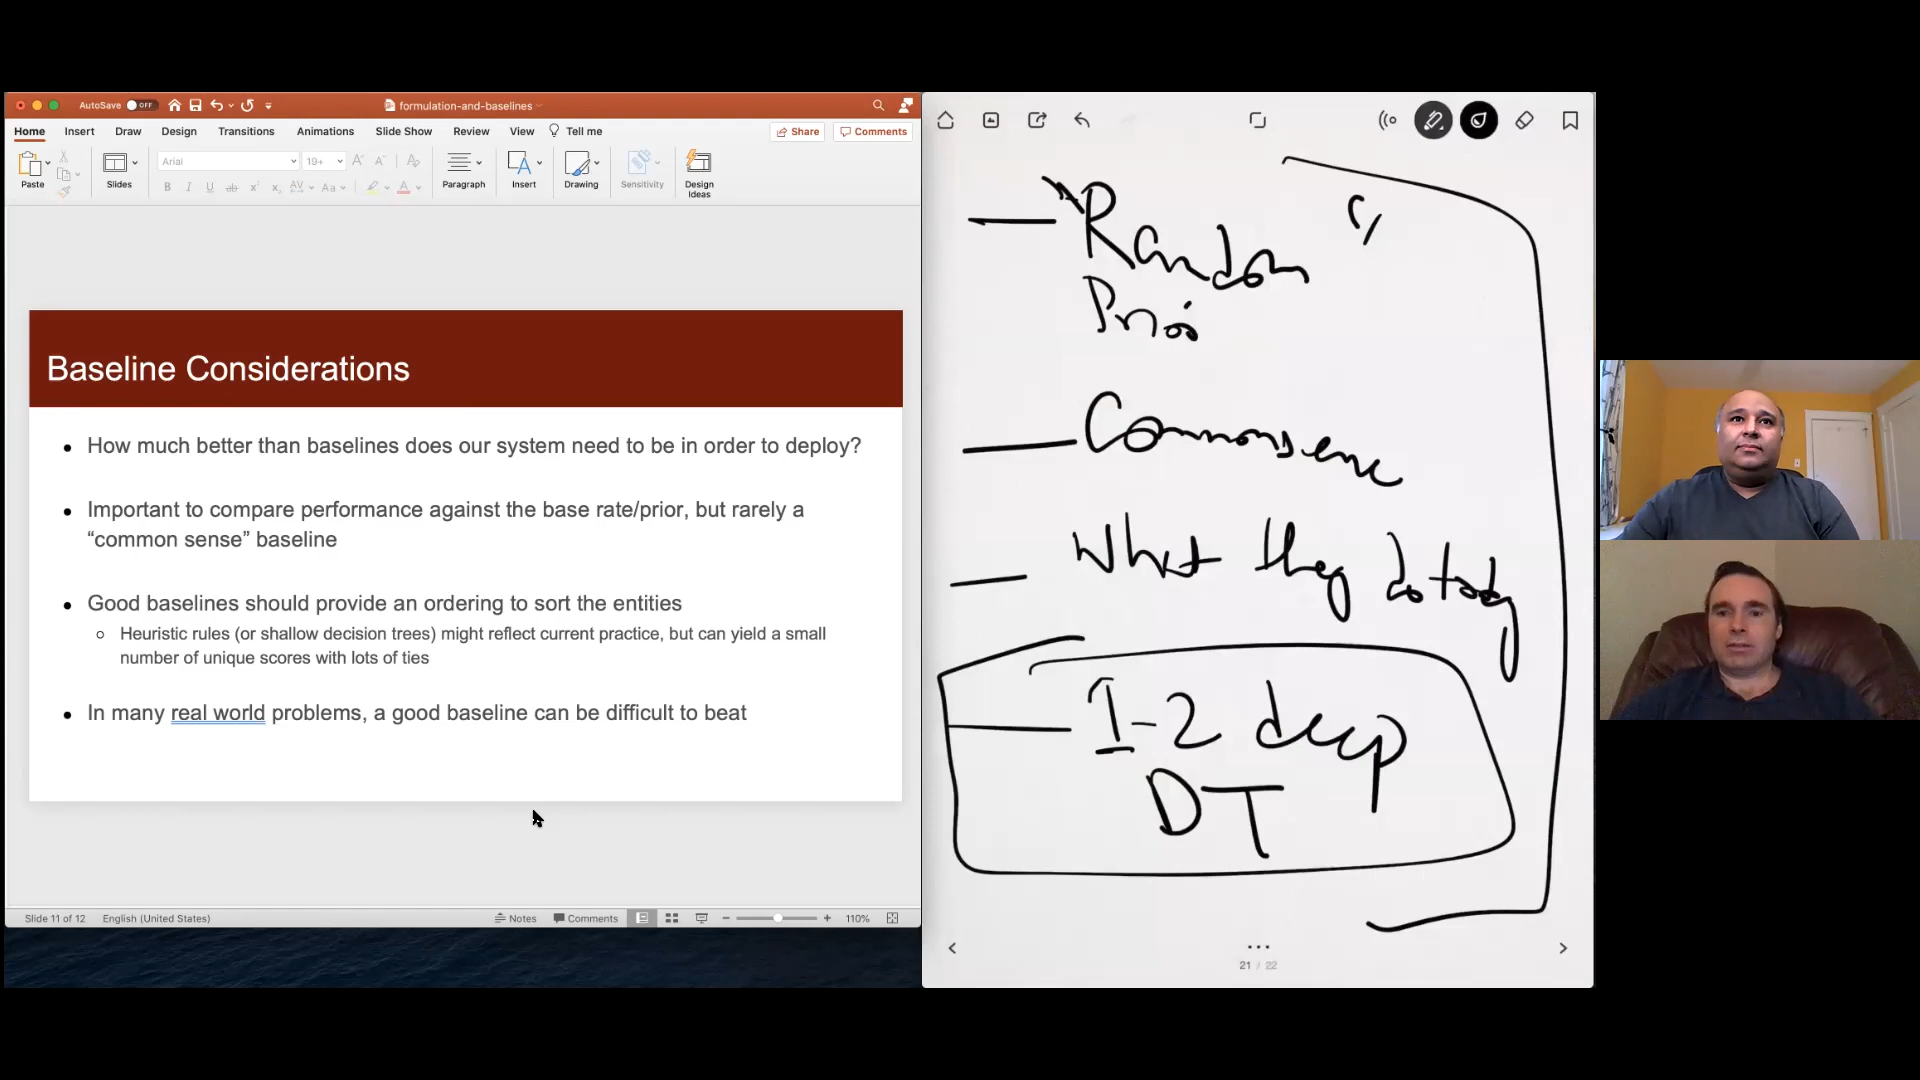 AutoSave OFF formulation-and-baselines
Home Insert Draw Design Transitions Animations Slide Show Review View Tell me Share Comments
Arial 19+
Paste Slides Paragraph Insert Drawing Sensitivity Design Ideas
Baseline Considerations
• How much better than baselines does our system need to be in order to deploy?
• Important to compare performance against the base rate/prior, but rarely a
“common sense” baseline
• Good baselines should provide an ordering to sort the entities
○ Heuristic rules (or shallow decision trees) might reflect current practice, but can yield a small
number of unique scores with lots of ties
• In many real world problems, a good baseline can be difficult to beat
Slide 11 of 12 English (United States) Notes Comments 110%
Random
Prior
Commonsense
What they do today
1-2 deep
DT
21 / 22